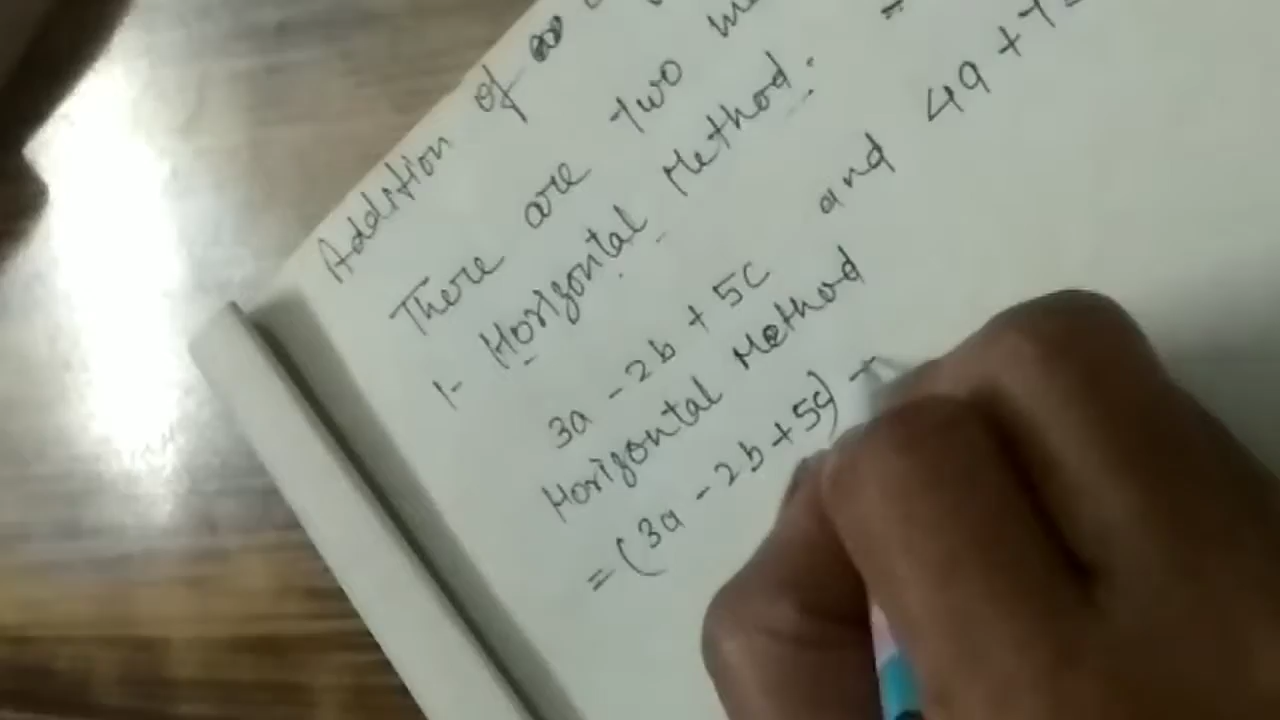 Addition of
There are two
1- Horizontal Method:
3a - 2b + 5c and 4a + 7
Horizontal Method
= (3a - 2b + 5c) +